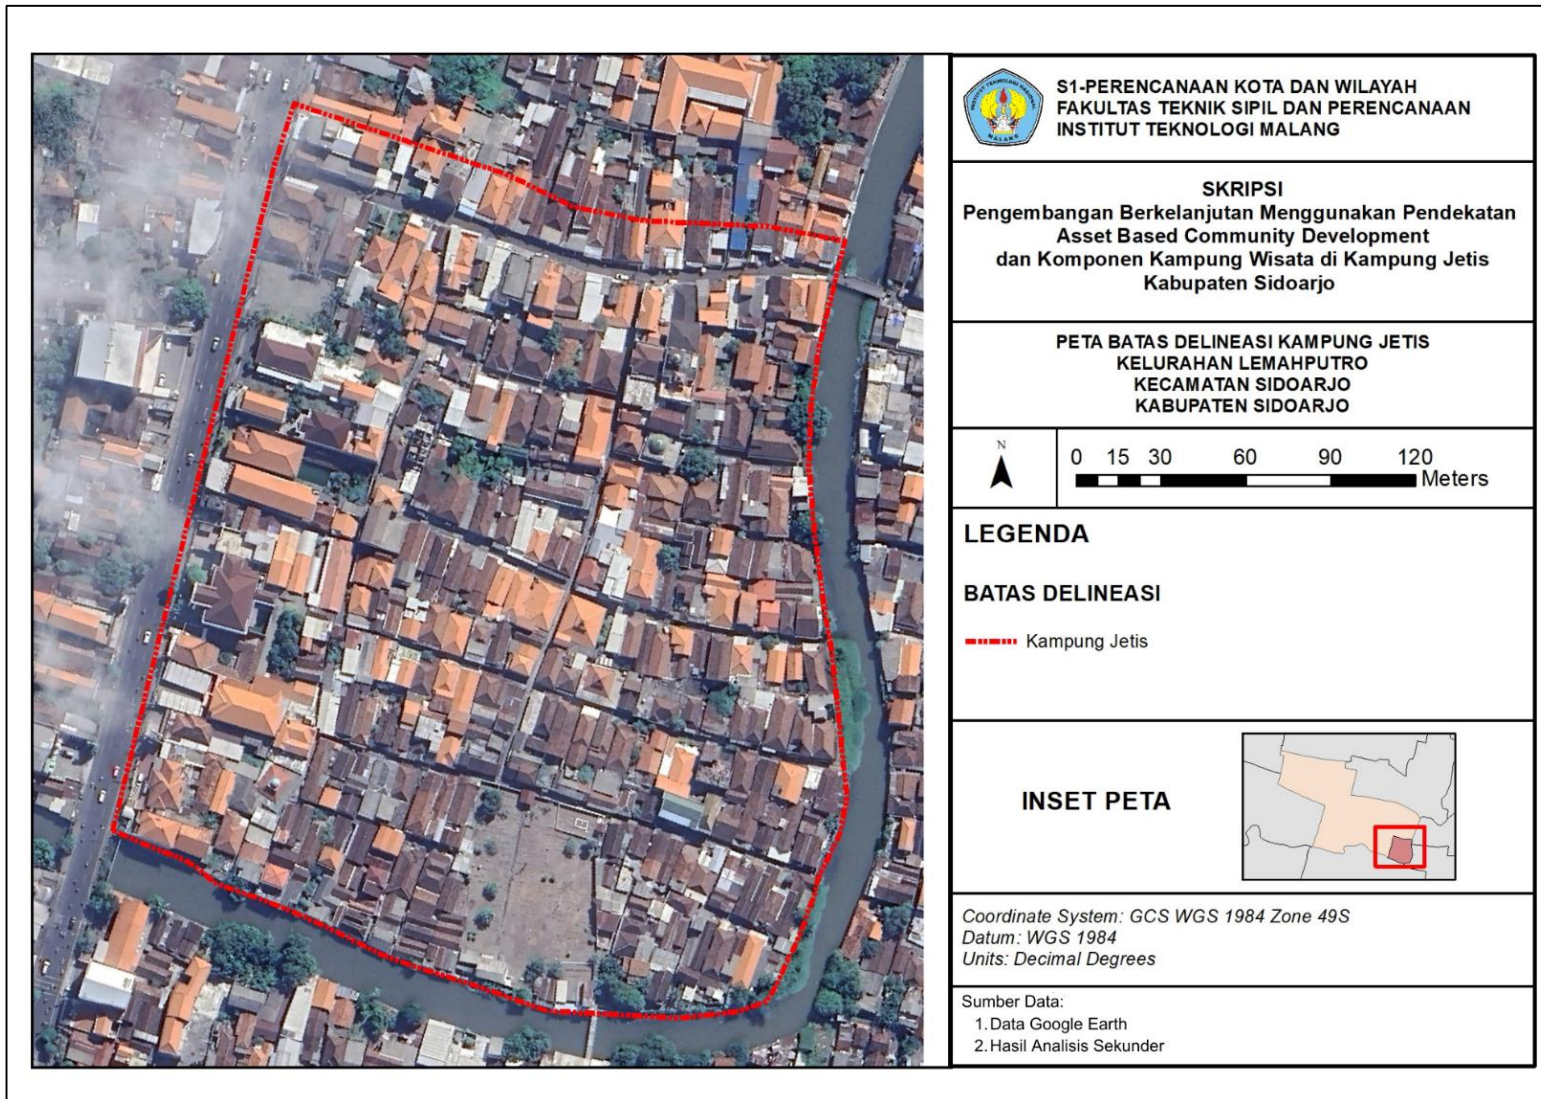 S1-PERENCANAAN KOTA DAN WILAYAH
FAKULTAS TEKNIK SIPIL DAN PERENCANAAN
INSTITUT TEKNOLOGI MALANG
SKRIPSI
Pengembangan Berkelanjutan Menggunakan Pendekatan
Asset Based Community Development
dan Komponen Kampung Wisata di Kampung Jetis
Kabupaten Sidoarjo
PETA BATAS DELINEASI KAMPUNG JETIS
KELURAHAN LEMAHPUTRO
KECAMATAN SIDOARJO
KABUPATEN SIDOARJO
N
0 15 30 60 90 120
Meters
LEGENDA
BATAS DELINEASI
Kampung Jetis
INSET PETA
Coordinate System: GCS WGS 1984 Zone 49S
Datum: WGS 1984
Units: Decimal Degrees
Sumber Data:
1. Data Google Earth
2. Hasil Analisis Sekunder